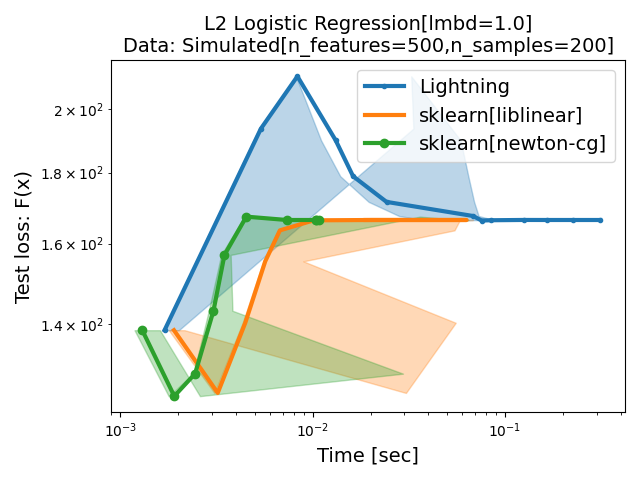 L2 Logistic Regression[lmbd=1.0]
Data: Simulated[n_features=500,n_samples=200]
Lightning
sklearn[liblinear]
sklearn[newton-cg]
Test loss: F(x)
2 × 10²
1.8 × 10²
1.6 × 10²
1.4 × 10²
10⁻³
10⁻²
10⁻¹
Time [sec]